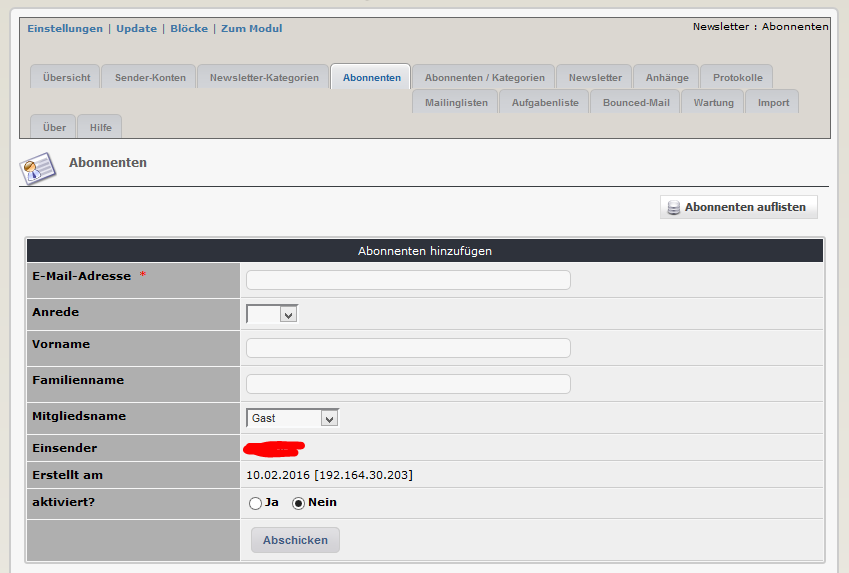 Einstellungen | Update | Blöcke | Zum Modul
Newsletter : Abonnenten
Übersicht Sender-Konten Newsletter-Kategorien Abonnenten Abonnenten / Kategorien Newsletter Anhänge Protokolle
Mailinglisten Aufgabenliste Bounced-Mail Wartung Import
Über Hilfe
Abonnenten
Abonnenten auflisten
Abonnenten hinzufügen
E-Mail-Adresse *
Anrede
Vorname
Familienname
Mitgliedsname Gast
Einsender
Erstellt am 10.02.2016 [192.164.30.203]
aktiviert? Ja Nein
Abschicken